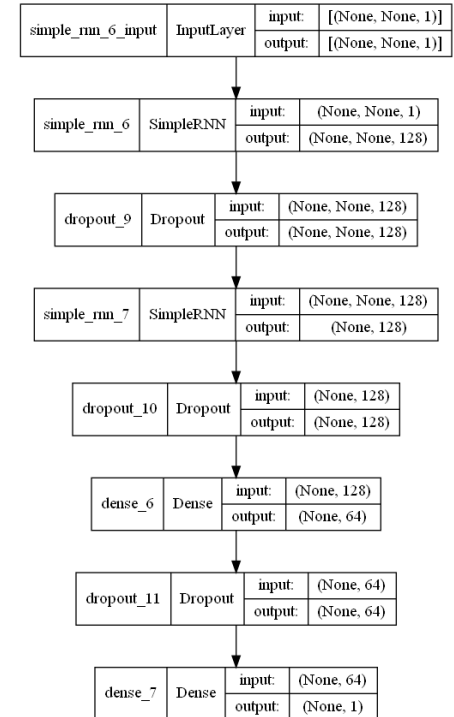 simple_rnn_6_input InputLayer input: [(None, None, 1)]
output: [(None, None, 1)]
simple_rnn_6 SimpleRNN input: (None, None, 1)
output: (None, None, 128)
dropout_9 Dropout input: (None, None, 128)
output: (None, None, 128)
simple_rnn_7 SimpleRNN input: (None, None, 128)
output: (None, 128)
dropout_10 Dropout input: (None, 128)
output: (None, 128)
dense_6 Dense input: (None, 128)
output: (None, 64)
dropout_11 Dropout input: (None, 64)
output: (None, 64)
dense_7 Dense input: (None, 64)
output: (None, 1)